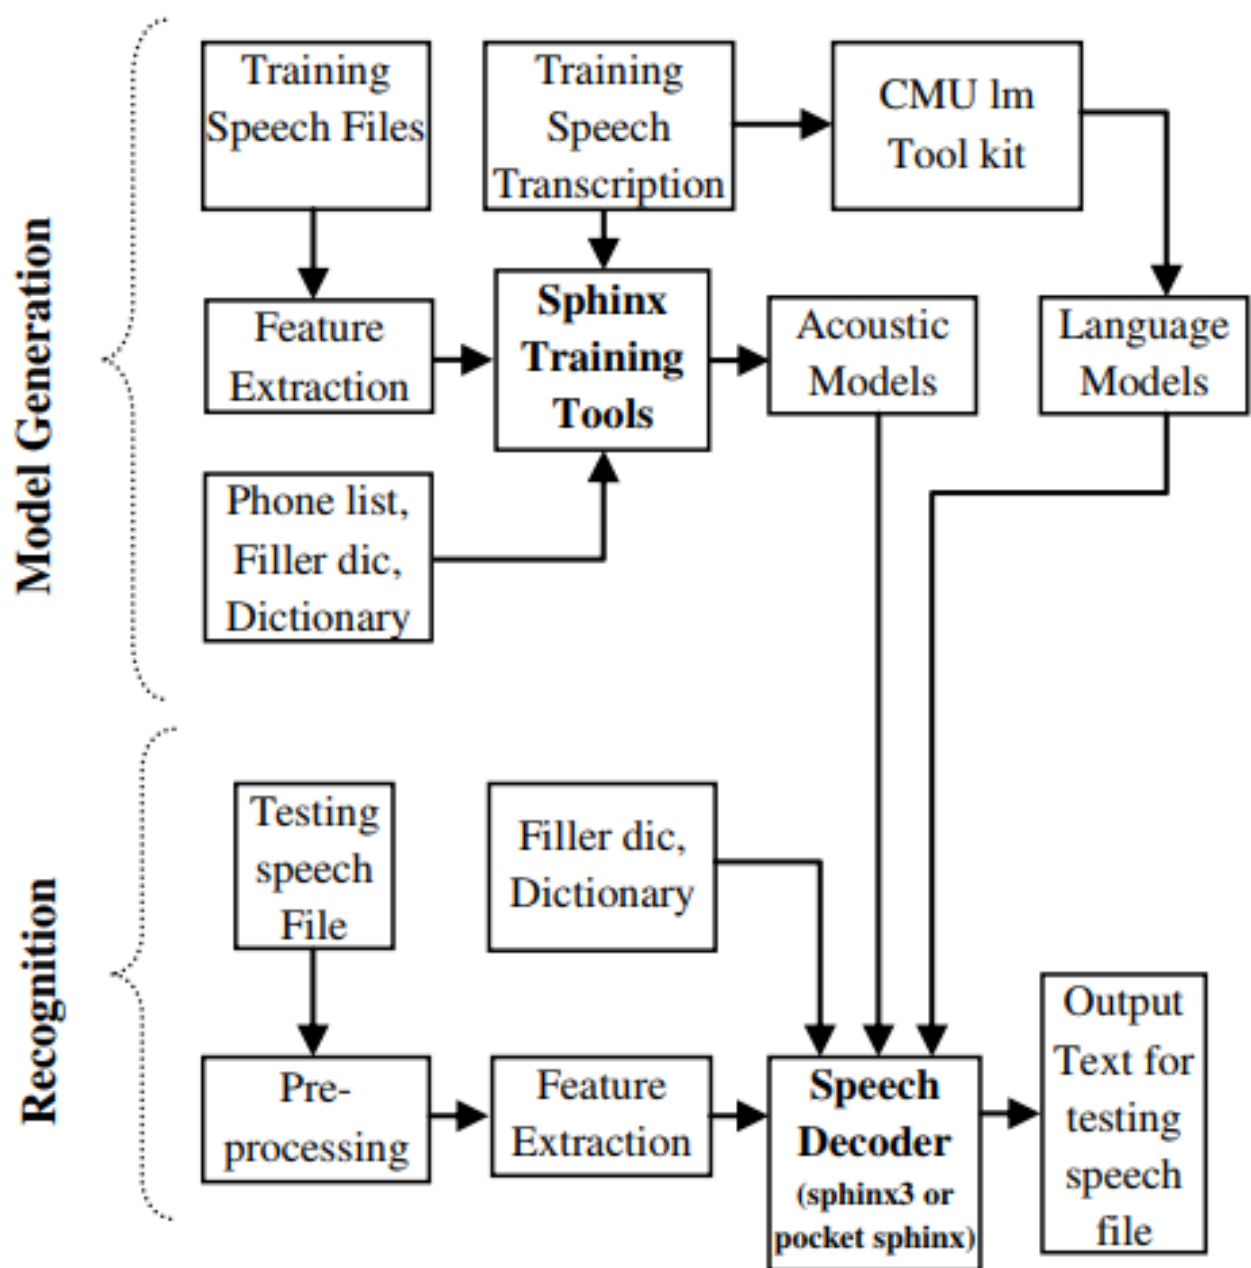 Model Generation
Training
Speech Files
Training
Speech
Transcription
CMU lm
Tool kit
Feature
Extraction
Sphinx
Training
Tools
Acoustic
Models
Language
Models
Phone list,
Filler dic,
Dictionary
Recognition
Testing
speech
File
Filler dic,
Dictionary
Pre-
processing
Feature
Extraction
Speech
Decoder
(sphinx3 or
pocket sphinx)
Output
Text for
testing
speech
file